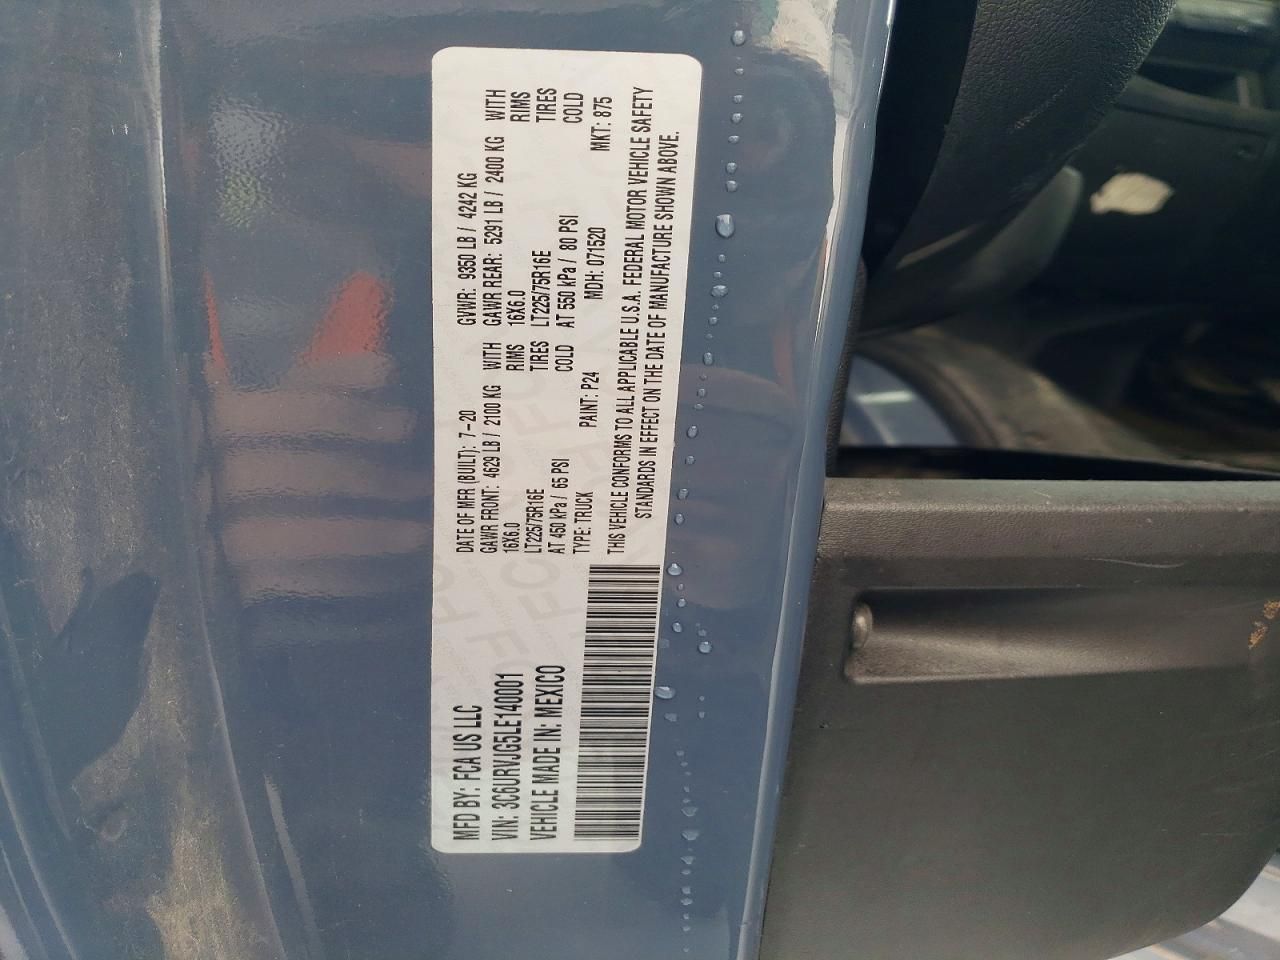 MFD BY: FCA US LLC
VIN: 3C6URVJG5LE140001
VEHICLE MADE IN: MEXICO
DATE OF MFR (BUILT): 7-20 GVWR: 9350 LB / 4242 KG
GAWR FRONT: 4629 LB / 2100 KG WITH GAWR REAR: 5291 LB / 2400 KG WITH
16X6.0 RIMS 16X6.0 RIMS
LT225/75R16E TIRES LT225/75R16E TIRES
AT 450 kPa / 65 PSI COLD AT 550 kPa / 80 PSI COLD
TYPE: TRUCK PAINT: P24 MDH: 071520 MKT: 875
THIS VEHICLE CONFORMS TO ALL APPLICABLE U.S.A. FEDERAL MOTOR VEHICLE SAFETY
STANDARDS IN EFFECT ON THE DATE OF MANUFACTURE SHOWN ABOVE.